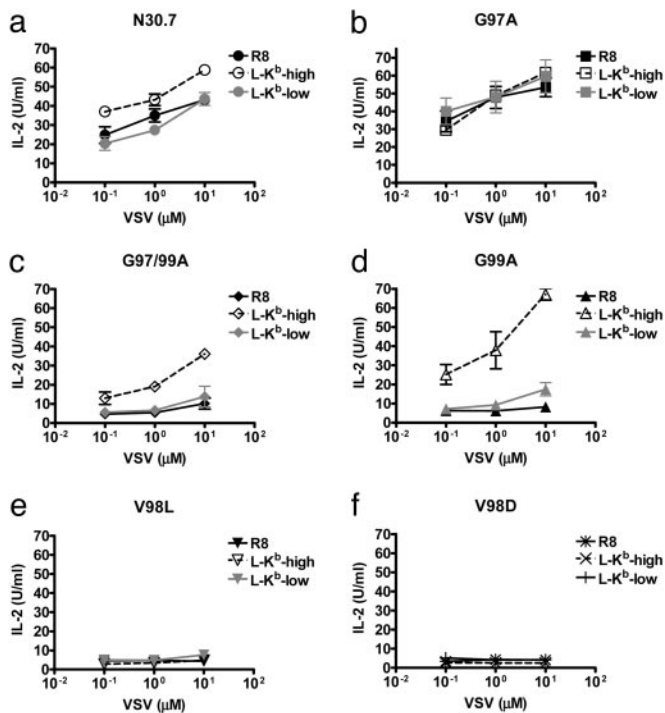 a
N30.7
IL-2 (U/ml)
70
60
50
40
30
20
10
0
10⁻² 10⁻¹ 10⁰ 10¹ 10²
VSV (μM)
R8
L-Kᵇ-high
L-Kᵇ-low
b
G97A
IL-2 (U/ml)
70
60
50
40
30
20
10
0
10⁻² 10⁻¹ 10⁰ 10¹ 10²
VSV (μM)
R8
L-Kᵇ-high
L-Kᵇ-low
c
G97/99A
IL-2 (U/ml)
70
60
50
40
30
20
10
0
10⁻² 10⁻¹ 10⁰ 10¹ 10²
VSV (μM)
R8
L-Kᵇ-high
L-Kᵇ-low
d
G99A
IL-2 (U/ml)
70
60
50
40
30
20
10
0
10⁻² 10⁻¹ 10⁰ 10¹ 10²
VSV (μM)
R8
L-Kᵇ-high
L-Kᵇ-low
e
V98L
IL-2 (U/ml)
70
60
50
40
30
20
10
0
10⁻² 10⁻¹ 10⁰ 10¹ 10²
VSV (μM)
R8
L-Kᵇ-high
L-Kᵇ-low
f
V98D
IL-2 (U/ml)
70
60
50
40
30
20
10
0
10⁻² 10⁻¹ 10⁰ 10¹ 10²
VSV (μM)
R8
L-Kᵇ-high
L-Kᵇ-low